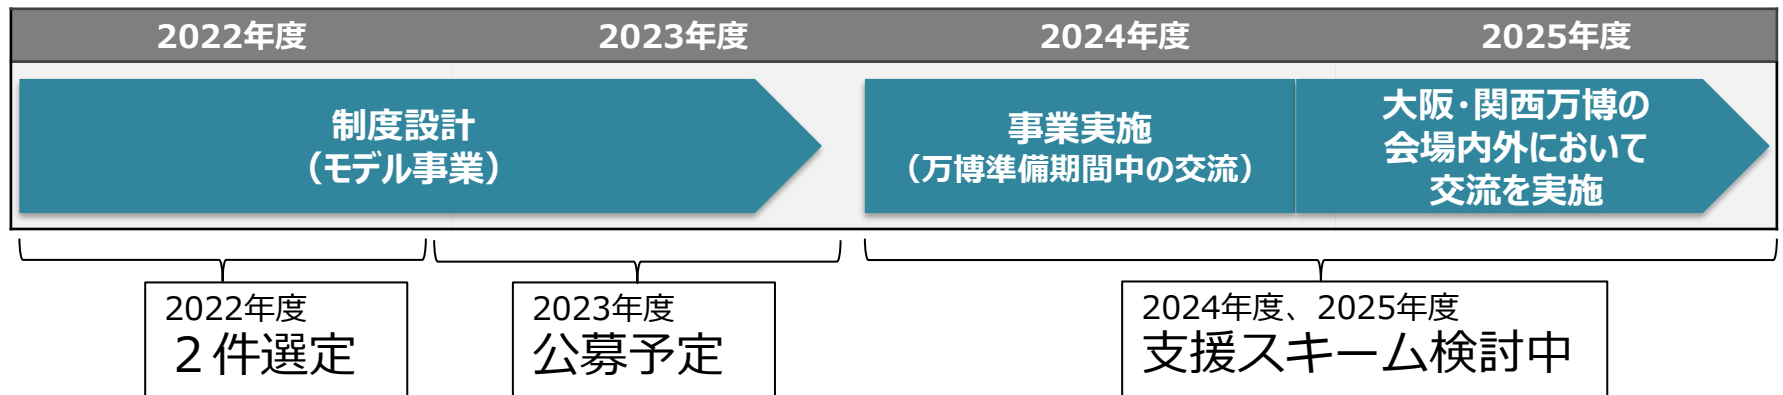 2022年度 2023年度 2024年度 2025年度
制度設計
（モデル事業）
事業実施
（万博準備期間中の交流）
大阪・関西万博の
会場内外において
交流を実施
2022年度
２件選定
2023年度
公募予定
2024年度、2025年度
支援スキーム検討中